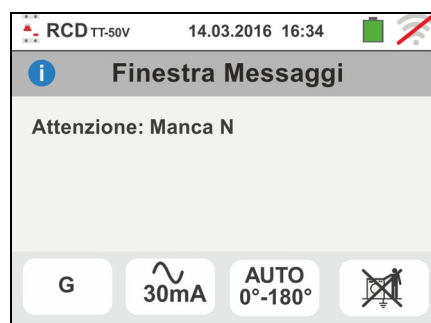 RCD TT-50V 14.03.2016 16:34
Finestra Messaggi
Attenzione: Manca N
G 30mA AUTO 0°-180°